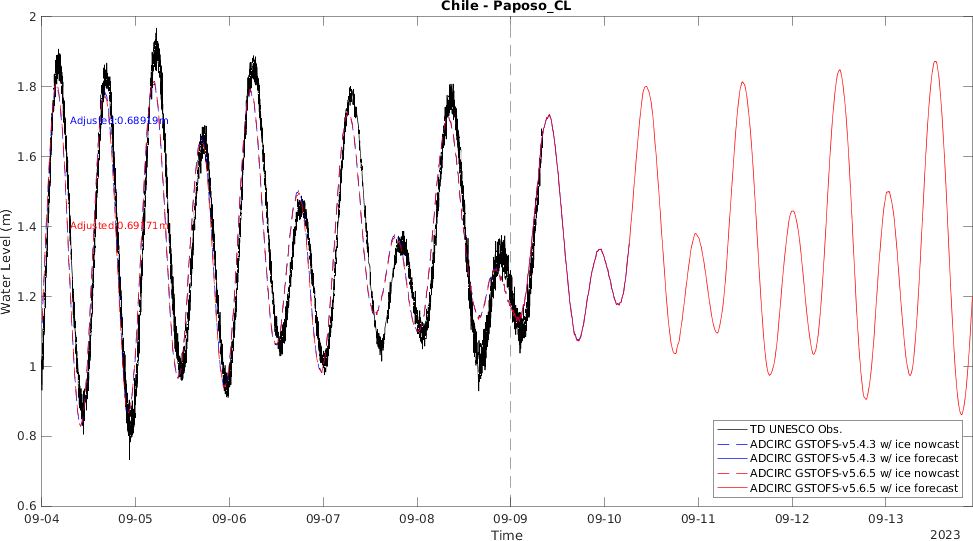 Chile - Paposo_CL
2
1.8
1.6
1.4
1.2
1
0.8
0.6
Water Level (m)
Adjusted:0.68919m
Adjusted:0.69171m
TD UNESCO Obs.
ADCIRC GSTOFS-v5.4.3 w/ ice nowcast
ADCIRC GSTOFS-v5.4.3 w/ ice forecast
ADCIRC GSTOFS-v5.6.5 w/ ice nowcast
ADCIRC GSTOFS-v5.6.5 w/ ice forecast
09-04 09-05 09-06 09-07 09-08 09-09 09-10 09-11 09-12 09-13
Time
2023